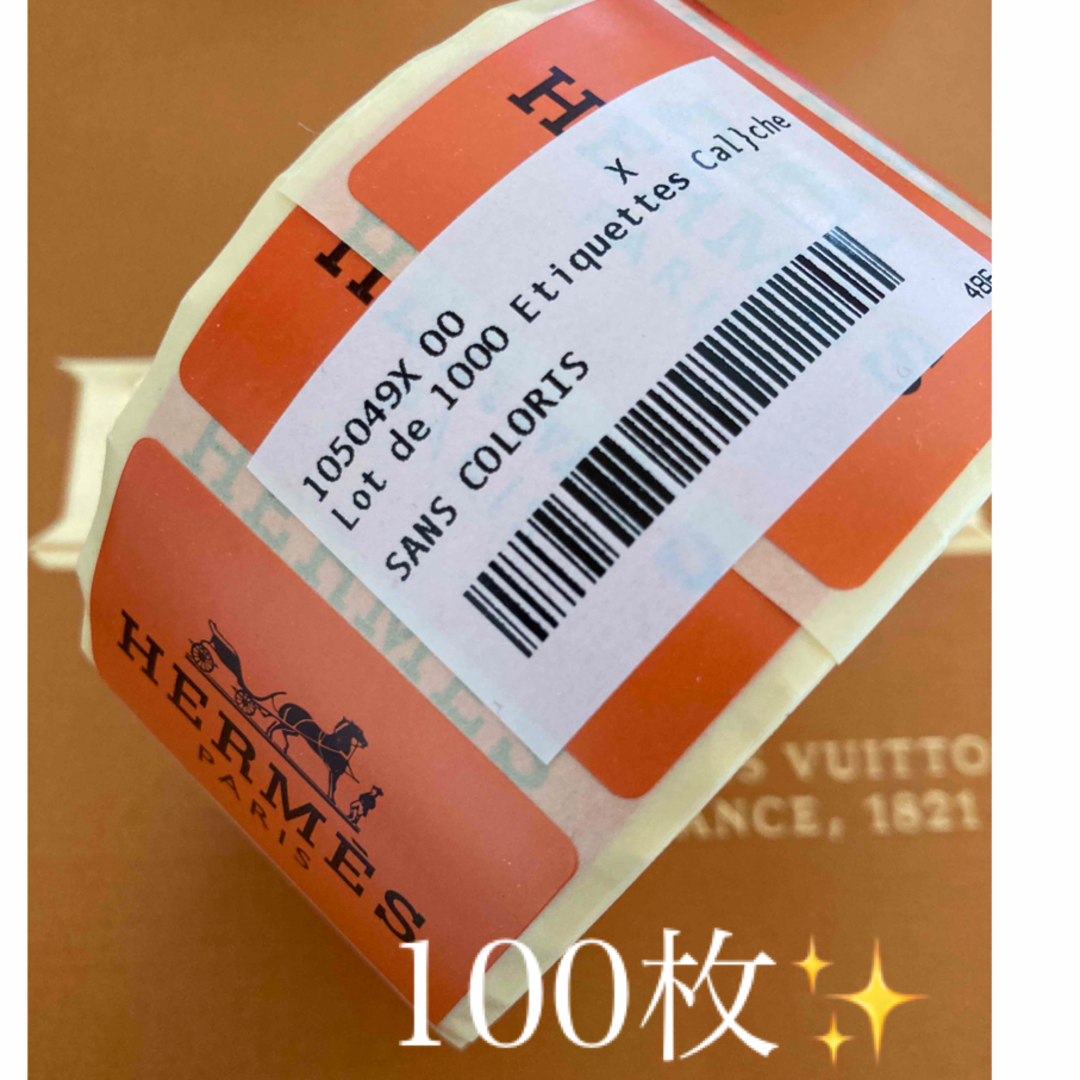 H
X
105049X 00
Lot de 1000 Etiquettes Cal}che
SANS COLORIS
486
H
HERMÈS
PARIS
VUITTO
ANCE, 1821
100枚✨